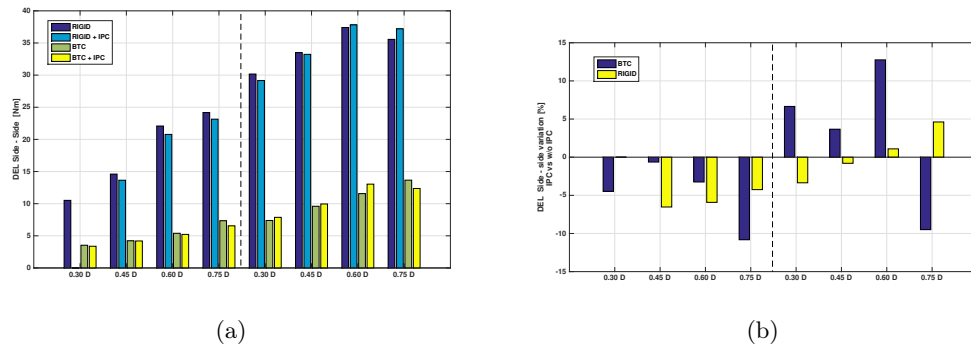 40
35
30
25
20
15
10
5
0
DEL Side - Side [Nm]
RIGID
RIGID + IPC
BTC
BTC + IPC
0.30 D 0.45 D 0.60 D 0.75 D 0.30 D 0.45 D 0.60 D 0.75 D
(a)
15
10
5
0
-5
-10
-15
DEL Side - side variation [%]
IPC vs w/o IPC
BTC
RIGID
0.30 D 0.45 D 0.60 D 0.75 D 0.30 D 0.45 D 0.60 D 0.75 D
(b)